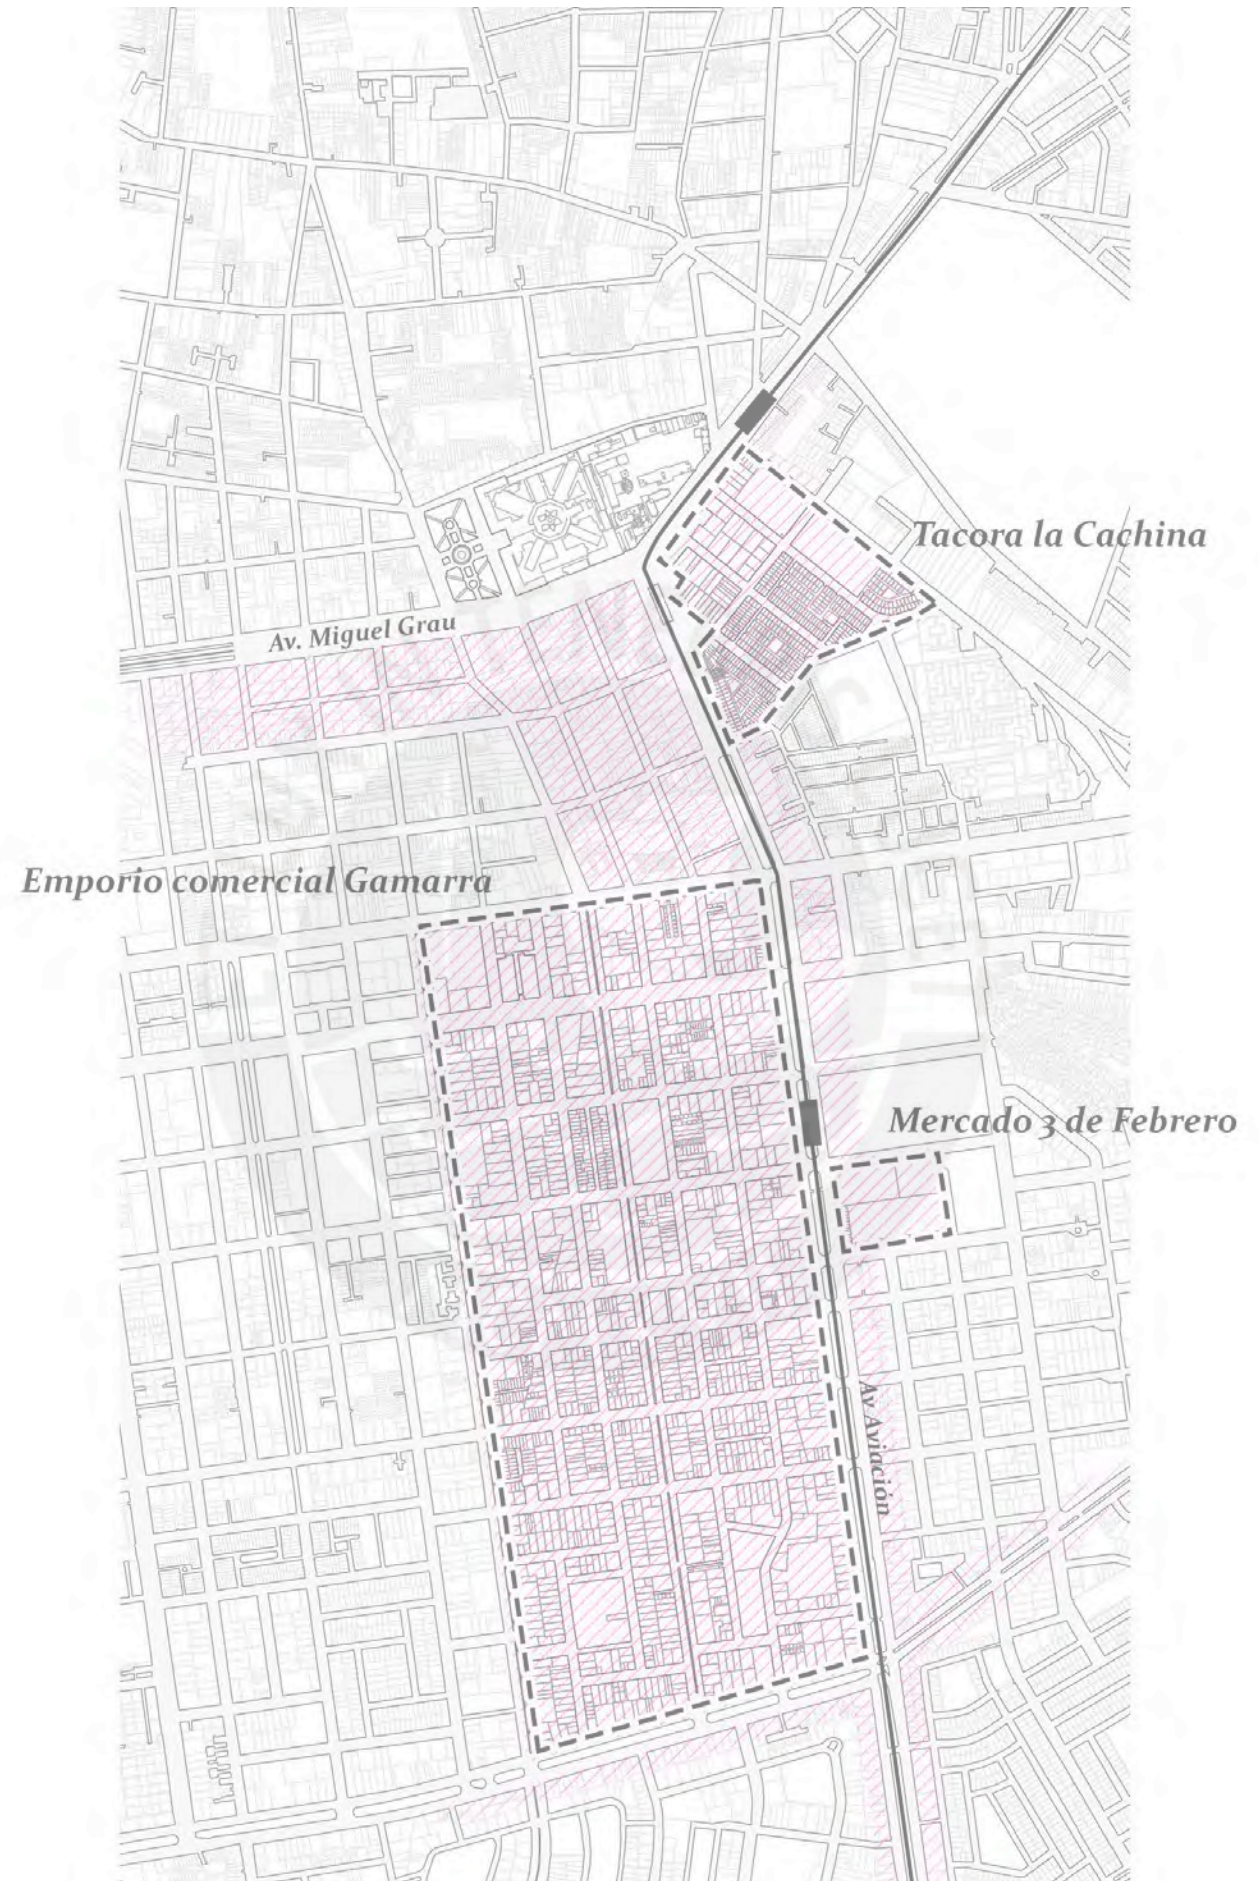 Tacora la Cachina
Av. Miguel Grau
Emporio comercial Gamarra
Mercado 3 de Febrero
Av Aviación